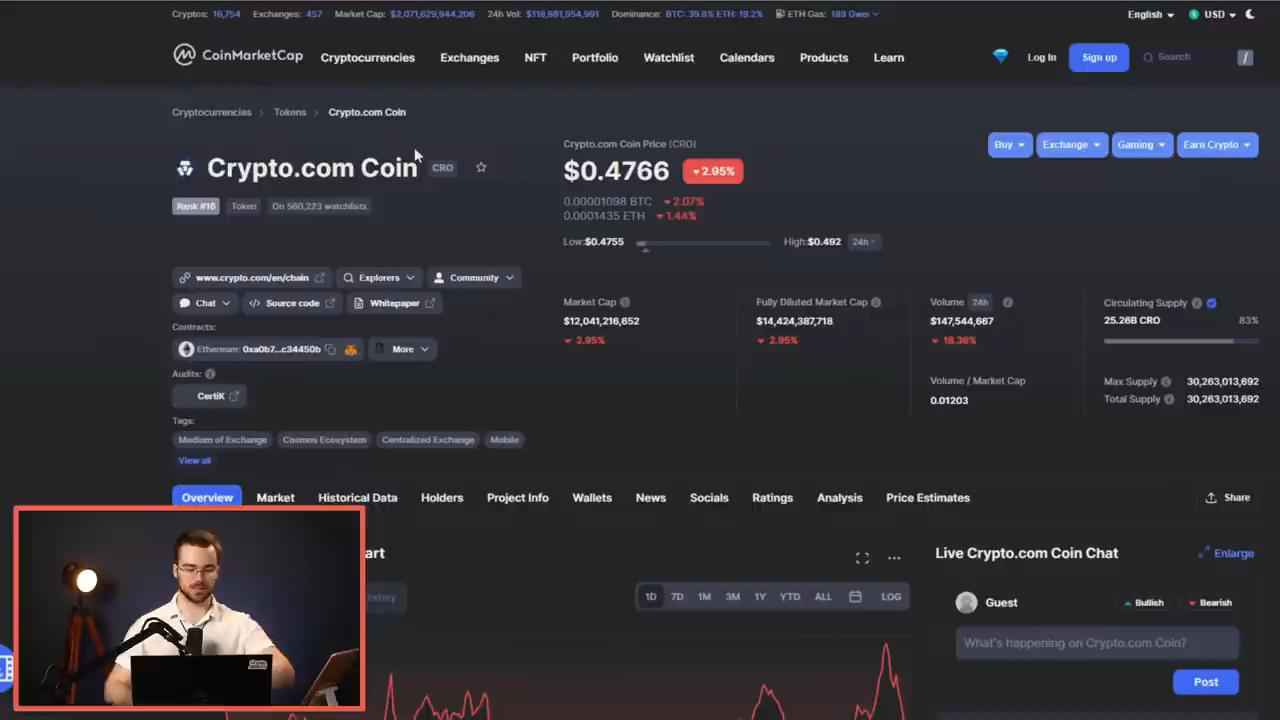 Cryptos: 16,754 Exchanges: 457 Market Cap: $2,071,629,944,206 24h Vol: $118,881,954,991 Dominance: BTC: 39.8% ETH: 19.2% ETH Gas: 189 Gwei English USD
CoinMarketCap Cryptocurrencies Exchanges NFT Portfolio Watchlist Calendars Products Learn Log In Sign up Search /
Cryptocurrencies > Tokens > Crypto.com Coin
Crypto.com Coin Price (CRO)
Buy Exchange Gaming Earn Crypto
Crypto.com Coin CRO
$0.4766 2.95%
0.00001098 BTC 2.07%
Rank #16 Token On 560,223 watchlists
0.0001435 ETH 1.44%
Low:$0.4755 High:$0.492 24h
www.crypto.com/en/chain Explorers Community
Chat Source code Whitepaper
Market Cap Fully Diluted Market Cap Volume 24h Circulating Supply
$12,041,216,652 $14,424,387,718 $147,544,667 25.26B CRO 83%
2.95% 2.95% 18.36%
Contracts:
Ethereum: 0xa0b7...c34450b More
Audits:
CertiK
Volume / Market Cap Max Supply 30,263,013,692
0.01203 Total Supply 30,263,013,692
Tags:
Medium of Exchange Cosmos Ecosystem Centralized Exchange Mobile
View all
Overview Market Historical Data Holders Project Info Wallets News Socials Ratings Analysis Price Estimates Share
art
Live Crypto.com Coin Chat Enlarge
history
1D 7D 1M 3M 1Y YTD ALL LOG
Guest Bullish Bearish
What's happening on Crypto.com Coin?
Post